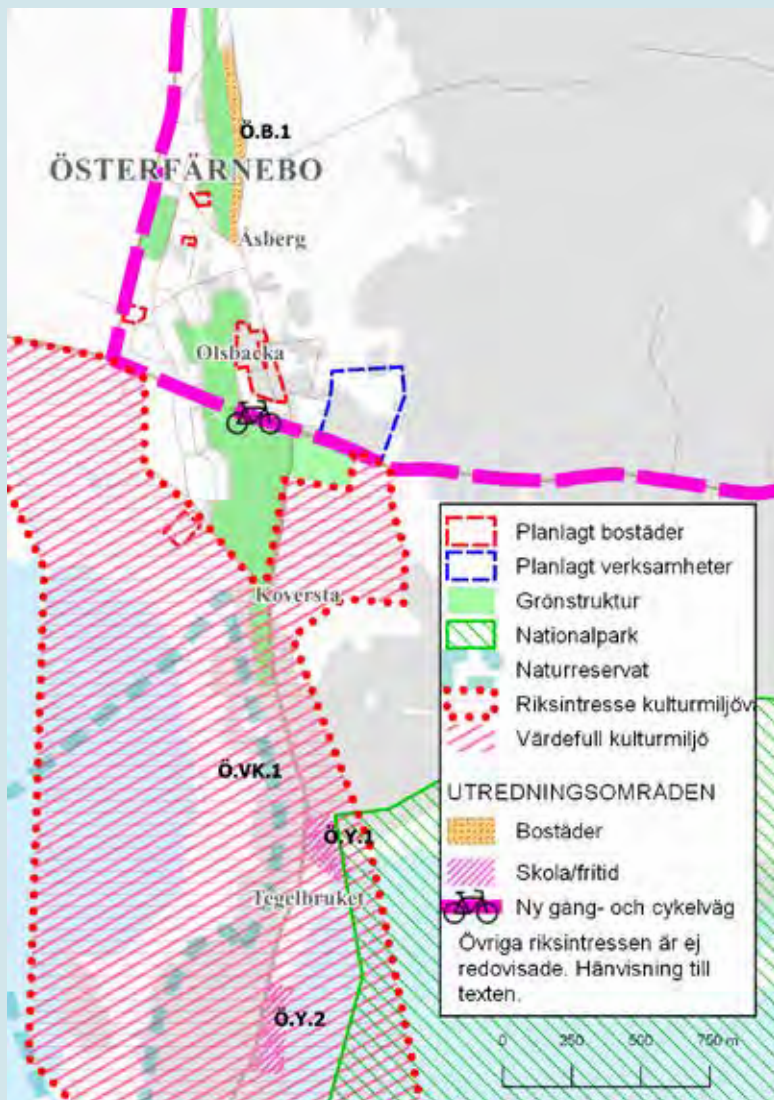 Ö.B.1
ÖSTERFÄRNEBO
Åsberg
Olsbacka
Koversta
Ö.VK.1
Ö.Y.1
Tegelbruket
Ö.Y.2
Planlagt bostäder
Planlagt verksamheter
Grönstruktur
Nationalpark
Naturreservat
Riksintresse kulturmiljöv
Värdefull kulturmiljö
UTREDNINGSOMRÅDEN
Bostäder
Skola/fritid
Ny gång- och cykelväg
Övriga riksintressen är ej
redovisade. Hänvisning till
texten.
0 250 500 750 m